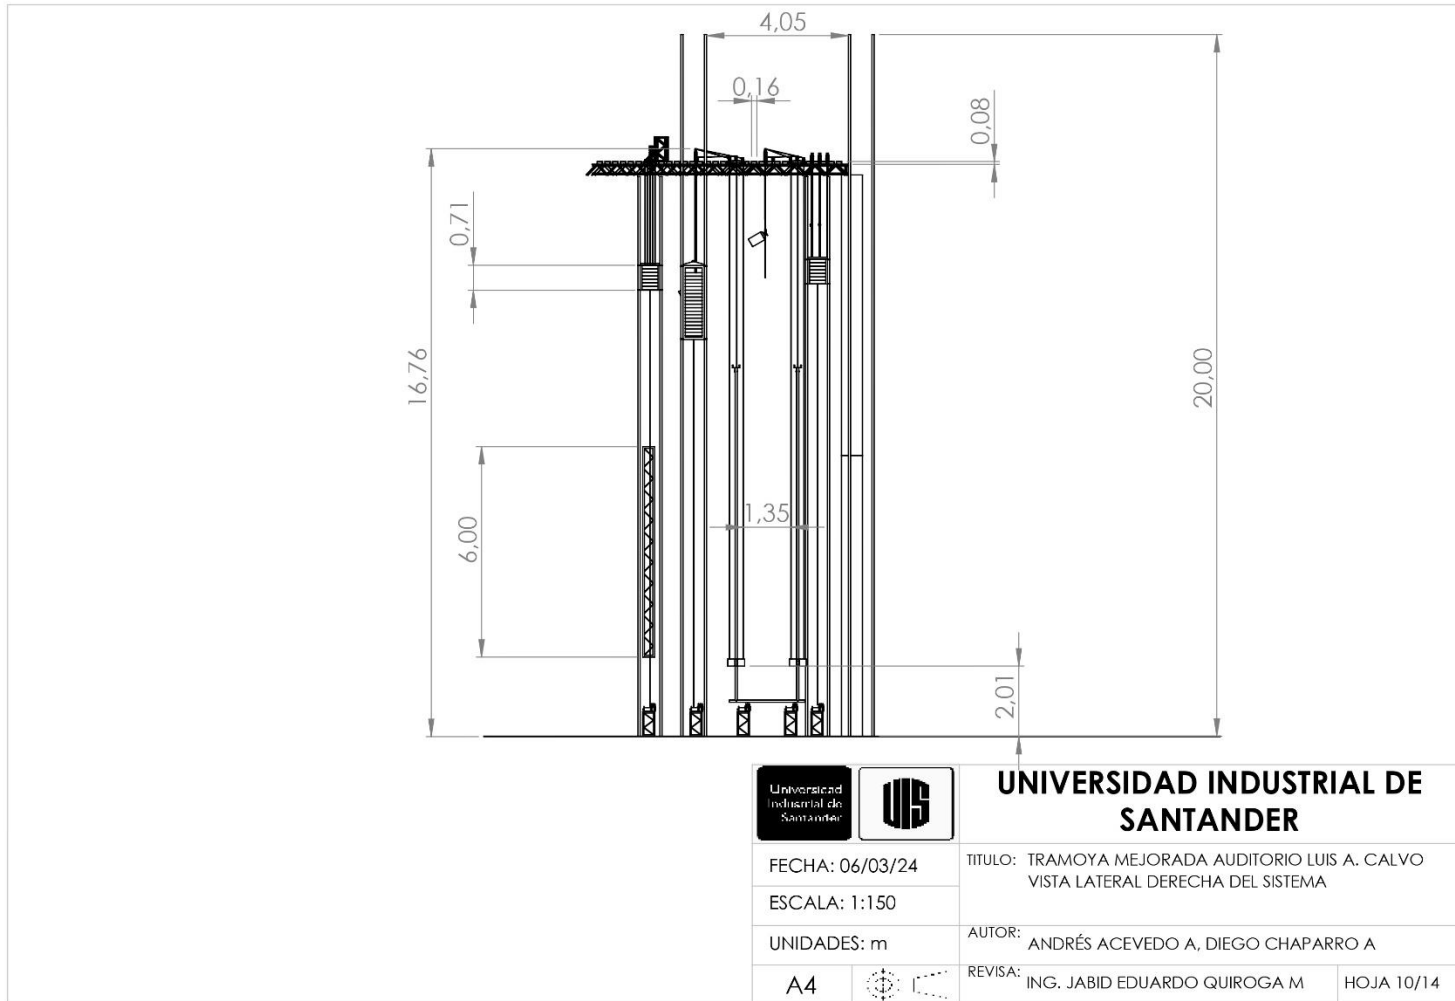 4,05
0,16
0,08
0,71
16,76
20,00
6,00
1,35
2,01
Universidad
Industrial de
Santander
UIS
UNIVERSIDAD INDUSTRIAL DE
SANTANDER
FECHA: 06/03/24
TITULO: TRAMOYA MEJORADA AUDITORIO LUIS A. CALVO
VISTA LATERAL DERECHA DEL SISTEMA
ESCALA: 1:150
UNIDADES: m
AUTOR: ANDRÉS ACEVEDO A, DIEGO CHAPARRO A
A4
REVISA: ING. JABID EDUARDO QUIROGA M
HOJA 10/14